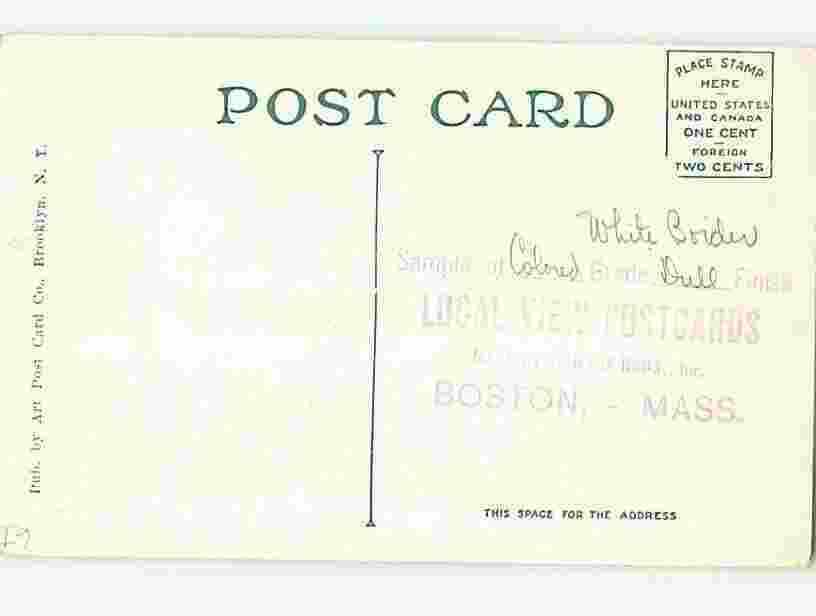 POST CARD
PLACE STAMP
HERE
UNITED STATES
AND CANADA
ONE CENT
FOREIGN
TWO CENTS
Pub. by Art Post Card Co., Brooklyn, N. Y.
White Border
Sample of Colored Grade Dull Finish
LOCAL VIEW POSTCARDS
Inc.
BOSTON, - MASS.
THIS SPACE FOR THE ADDRESS